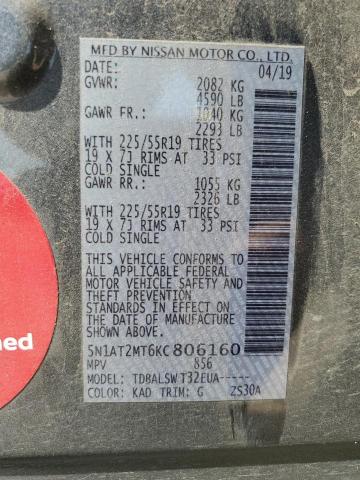 MFD BY NISSAN MOTOR CO., LTD.
DATE: 04/19
GVWR: 2082 KG
4590 LB
GAWR FR.: 1040 KG
2293 LB
WITH 225/55R19 TIRES
19 X 7J RIMS AT 33 PSI
COLD SINGLE
GAWR RR.: 1055 KG
2326 LB
WITH 225/55R19 TIRES
19 X 7J RIMS AT 33 PSI
COLD SINGLE
THIS VEHICLE CONFORMS TO
ALL APPLICABLE FEDERAL
MOTOR VEHICLE SAFETY
AND THEFT PREVENTION
STANDARDS IN EFFECT ON
THE DATE OF MANUFACTURE
SHOWN ABOVE.
5N1AT2MT6KC806160
MPV 856
MODEL: TDBALSW T32EUA-----
COLOR: KAD TRIM: G ZS30A
ned